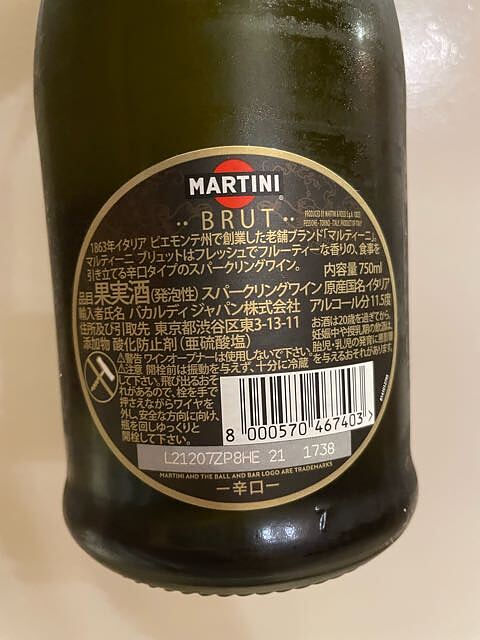 MARTINI
BRUT
PRODUCED BY MARTINI & ROSSI S.p.A.
PESSIONE - TORINO - ITALY, PRODUCT OF ITALY
1863年イタリア ピエモンテ州で創業した老舗ブランド「マルティーニ」。
マルティーニ ブリュットはフレッシュでフルーティーな香りの、食事を
引き立てる辛口タイプのスパークリングワイン。
内容量 750ml
品目 果実酒 (発泡性) スパークリングワイン 原産国名 イタリア
輸入者氏名 バカルディジャパン株式会社 アルコール分 11.5度
住所及び引取先 東京都渋谷区東3-13-11
添加物 酸化防止剤(亜硫酸塩)
お酒は20歳を過ぎてから。
妊娠中や授乳期の飲酒は、
胎児・乳児の発育に悪影響
を与えるおそれがあります。
警告 ワインオープナーは使用しないで下さい。
注意 開栓前は振動を与えず、十分に冷蔵
して下さい。飛び出るおそ
れがあるので、栓を手で
押さえながらワイヤを
外し、安全な方向に向け、
瓶を回しゆっくりと
開栓して下さい。
8 000570 467403
L21207ZP8HE 21 1738
MARTINI AND THE BALL AND BAR LOGO ARE TRADEMARKS
ー辛口ー